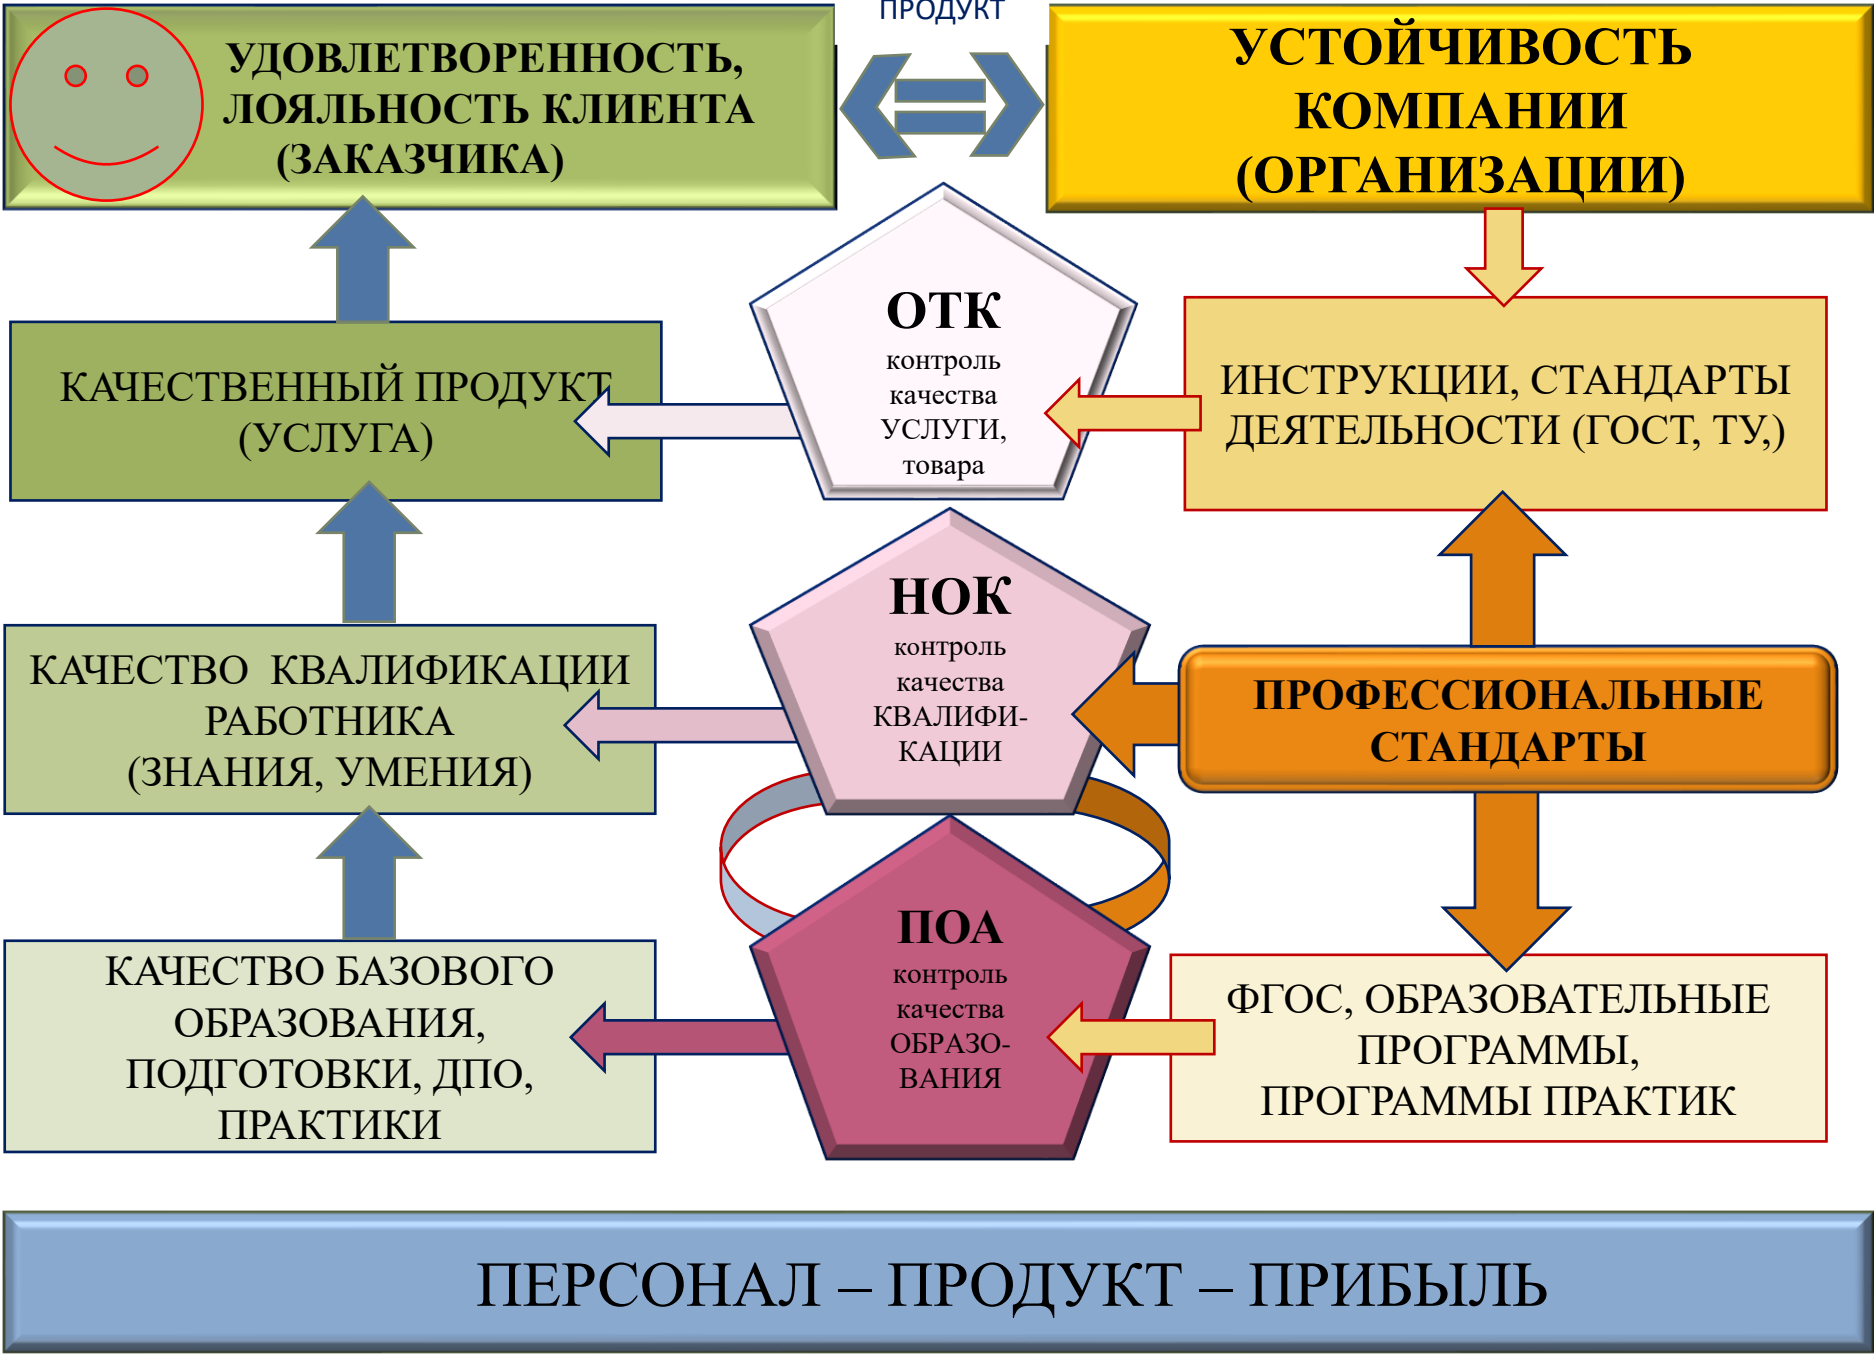 ПРОДУКТ
УДОВЛЕТВОРЕННОСТЬ,
ЛОЯЛЬНОСТЬ КЛИЕНТА
(ЗАКАЗЧИКА)
УСТОЙЧИВОСТЬ
КОМПАНИИ
(ОРГАНИЗАЦИИ)
КАЧЕСТВЕННЫЙ ПРОДУКТ
(УСЛУГА)
ОТК
контроль
качества
УСЛУГИ,
товара
ИНСТРУКЦИИ, СТАНДАРТЫ
ДЕЯТЕЛЬНОСТИ (ГОСТ, ТУ,)
КАЧЕСТВО КВАЛИФИКАЦИИ
РАБОТНИКА
(ЗНАНИЯ, УМЕНИЯ)
НОК
контроль
качества
КВАЛИФИ-
КАЦИИ
ПРОФЕССИОНАЛЬНЫЕ
СТАНДАРТЫ
КАЧЕСТВО БАЗОВОГО
ОБРАЗОВАНИЯ,
ПОДГОТОВКИ, ДПО,
ПРАКТИКИ
ПОА
контроль
качества
ОБРАЗО-
ВАНИЯ
ФГОС, ОБРАЗОВАТЕЛЬНЫЕ
ПРОГРАММЫ,
ПРОГРАММЫ ПРАКТИК
ПЕРСОНАЛ – ПРОДУКТ – ПРИБЫЛЬ